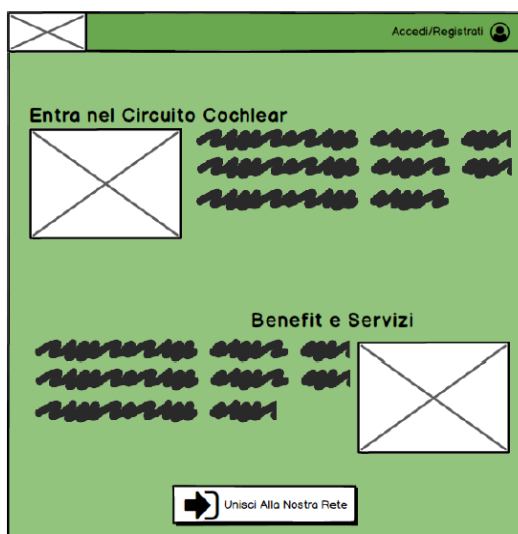 Accedi/Registrati
Entra nel Circuito Cochlear
Benefit e Servizi
Unisci Alla Nostra Rete